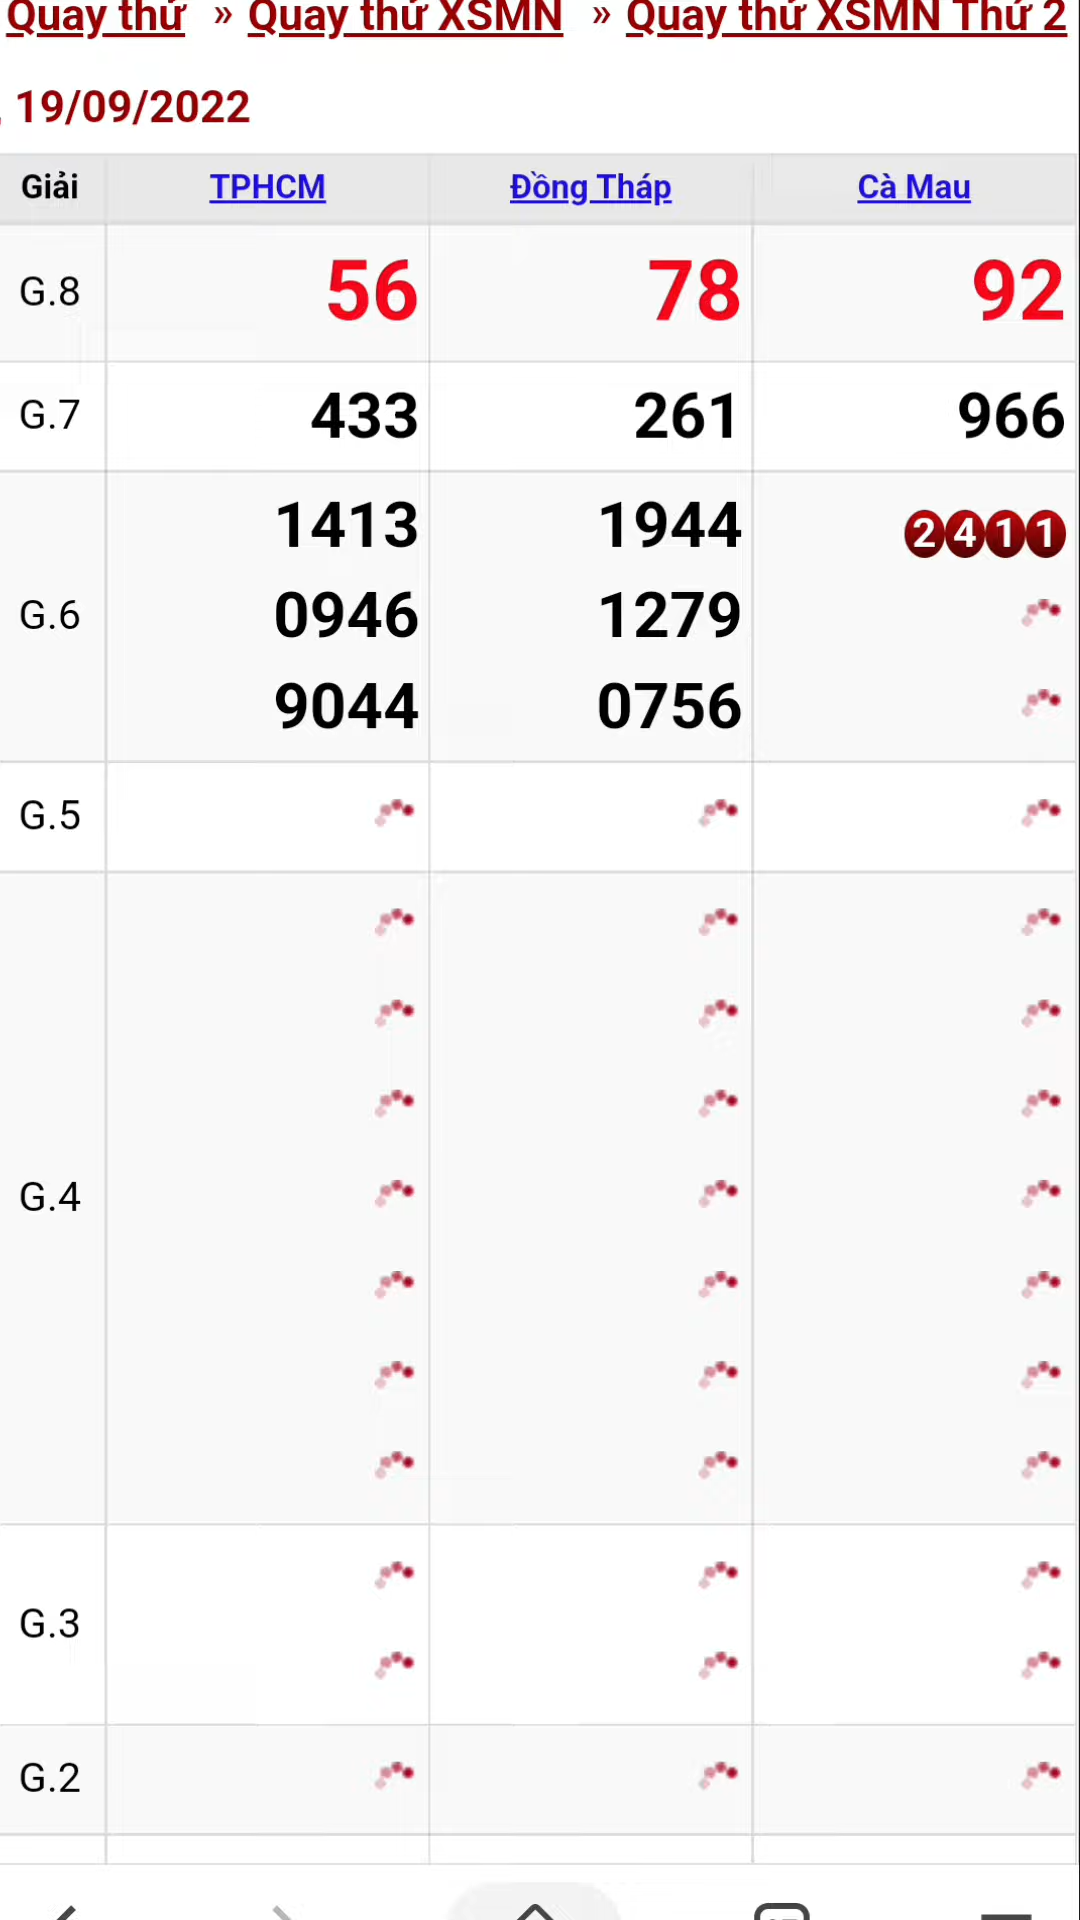 Quay thử » Quay thử XSMN » Quay thử XSMN Thứ 2
, 19/09/2022
Giải TPHCM Đồng Tháp Cà Mau
G.8 56 78 92
G.7 433 261 966
G.6 1413 1944 2411
0946 1279
9044 0756
G.5
G.4
G.3
G.2